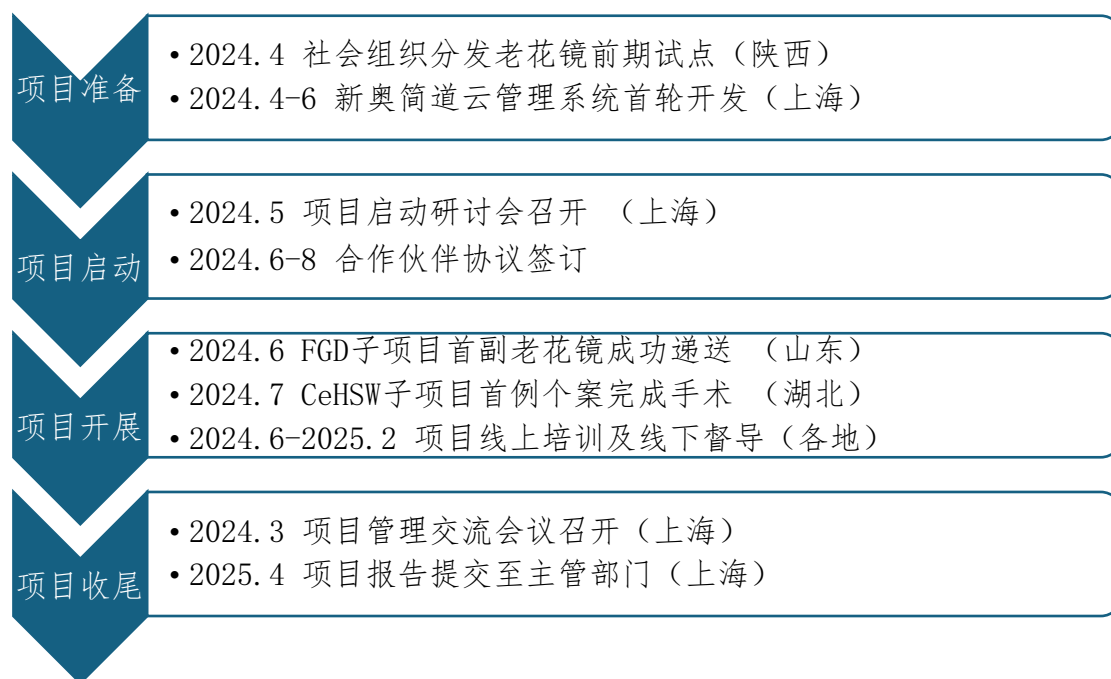 项目准备
• 2024.4 社会组织分发老花镜前期试点（陕西）
• 2024.4-6 新奥简道云管理系统首轮开发（上海）
项目启动
• 2024.5 项目启动研讨会召开 （上海）
• 2024.6-8 合作伙伴协议签订
项目开展
• 2024.6 FGD子项目首副老花镜成功递送 （山东）
• 2024.7 CeHSW子项目首例个案完成手术 （湖北）
• 2024.6-2025.2 项目线上培训及线下督导（各地）
项目收尾
• 2024.3 项目管理交流会议召开（上海）
• 2025.4 项目报告提交至主管部门（上海）